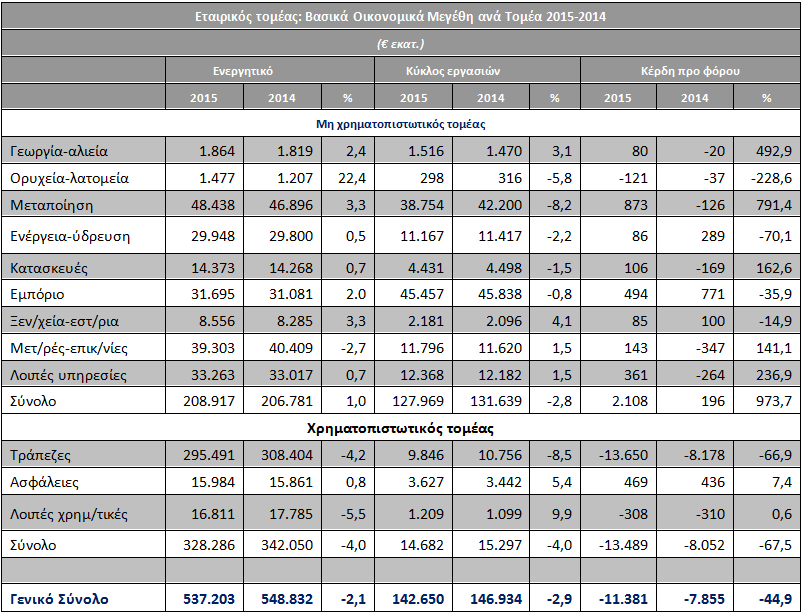 Εταιρικός τομέας: Βασικά Οικονομικά Μεγέθη ανά Τομέα 2015-2014
(€ εκατ.)
Ενεργητικό Κύκλος εργασιών Κέρδη προ φόρου
2015 2014 % 2015 2014 % 2015 2014 %
Μη χρηματοπιστωτικός τομέας
Γεωργία-αλιεία 1.864 1.819 2,4 1.516 1.470 3,1 80 -20 492,9
Ορυχεία-λατομεία 1.477 1.207 22,4 298 316 -5,8 -121 -37 -228,6
Μεταποίηση 48.438 46.896 3,3 38.754 42.200 -8,2 873 -126 791,4
Ενέργεια-ύδρευση 29.948 29.800 0,5 11.167 11.417 -2,2 86 289 -70,1
Κατασκευές 14.373 14.268 0,7 4.431 4.498 -1,5 106 -169 162,6
Εμπόριο 31.695 31.081 2.0 45.457 45.838 -0,8 494 771 -35,9
Ξεν/χεία-εστ/ρια 8.556 8.285 3,3 2.181 2.096 4,1 85 100 -14,9
Μετ/ρές-επικ/νίες 39.303 40.409 -2,7 11.796 11.620 1,5 143 -347 141,1
Λοιπές υπηρεσίες 33.263 33.017 0,7 12.368 12.182 1,5 361 -264 236,9
Σύνολο 208.917 206.781 1,0 127.969 131.639 -2,8 2.108 196 973,7
Χρηματοπιστωτικός τομέας
Τράπεζες 295.491 308.404 -4,2 9.846 10.756 -8,5 -13.650 -8.178 -66,9
Ασφάλειες 15.984 15.861 0,8 3.627 3.442 5,4 469 436 7,4
Λοιπές χρημ/τικές 16.811 17.785 -5,5 1.209 1.099 9,9 -308 -310 0,6
Σύνολο 328.286 342.050 -4,0 14.682 15.297 -4,0 -13.489 -8.052 -67,5
Γενικό Σύνολο 537.203 548.832 -2,1 142.650 146.934 -2,9 -11.381 -7.855 -44,9